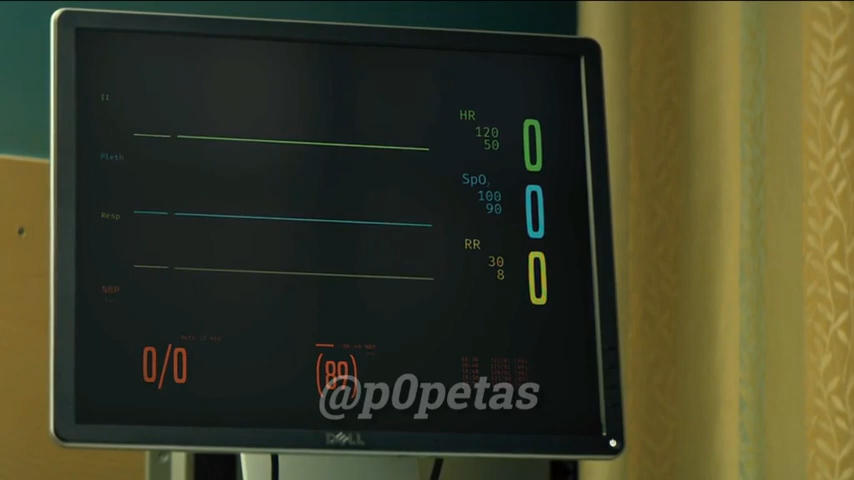 II
HR
120
50
0
Pleth
SpO₂
100
90
0
Resp
RR
30
8
0
NBP
0/0
(80)
@p0petas
DELL